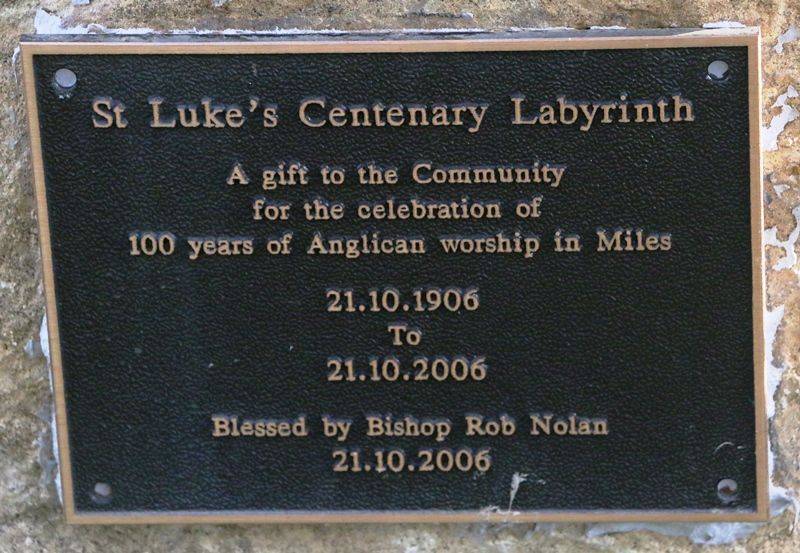 St Luke's Centenary Labyrinth
A gift to the Community
for the celebration of
100 years of Anglican worship in Miles
21.10.1906
To
21.10.2006
Blessed by Bishop Rob Nolan
21.10.2006